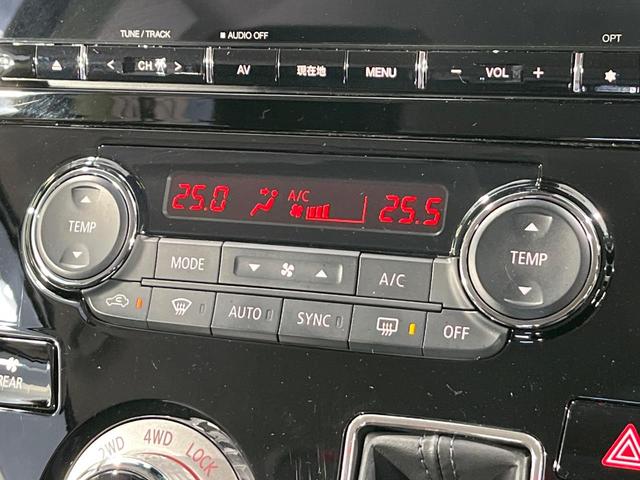 TUNE / TRACK
AUDIO OFF
OPT
CH
AV
現在地
MENU
- VOL +
25.0
A/C
25.5
TEMP
MODE
A/C
TEMP
AUTO
SYNC
OFF
REAR
2WD
4WD
LOCK